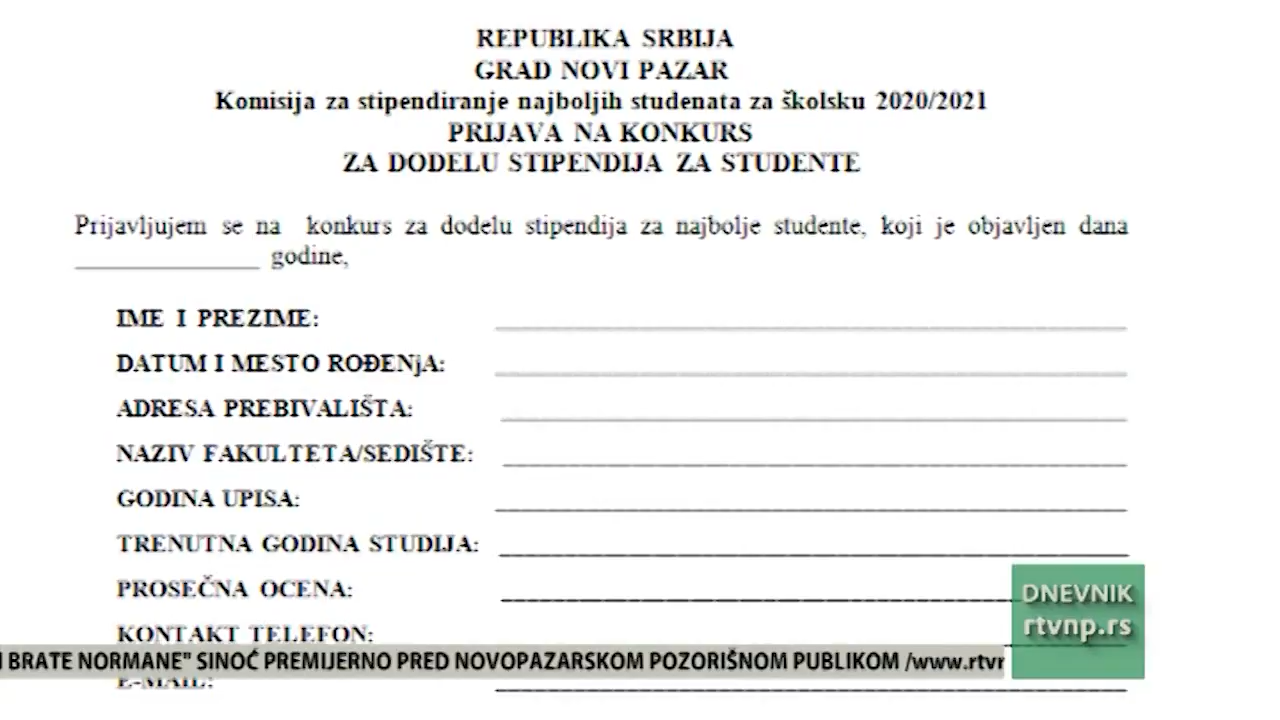 REPUBLIKA SRBIJA
GRAD NOVI PAZAR
Komisija za stipendiranje najboljih studenata za školsku 2020/2021
PRIJAVA NA KONKURS
ZA DODELU STIPENDIJA ZA STUDENTE
Prijavljujem se na konkurs za dodelu stipendija za najbolje studente, koji je objavljen dana
______________ godine,
IME I PREZIME:
DATUM I MESTO ROĐENjA:
ADRESA PREBIVALIŠTA:
NAZIV FAKULTETA/SEDIŠTE:
GODINA UPISA:
TRENUTNA GODINA STUDIJA:
PROSEČNA OCENA:
DNEVNIK
rtvnp.rs
KONTAKT TELEFON:
BRATE NORMANE" SINOĆ PREMIJERNO PRED NOVOPAZARSKOM POZORIŠNOM PUBLIKOM /www.rtv
E-MAIL: